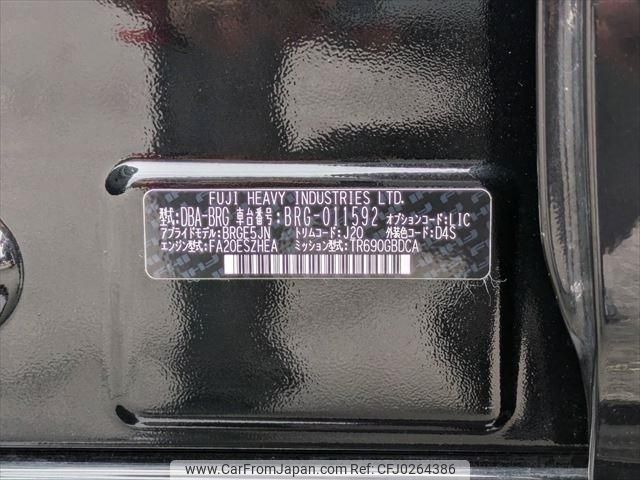 FUJI HEAVY INDUSTRIES LTD.
型式:DBA-BRG 車台番号:BRG-011592 オプションコード:LIC
アプライドモデル:BRGE5JN トリムコード:J20 外装色コード:D4S
エンジン型式:FA20ESZHEA ミッション型式:TR690GBDCA
www.CarFromJapan.com | CarFromJapan - CFJ0264386